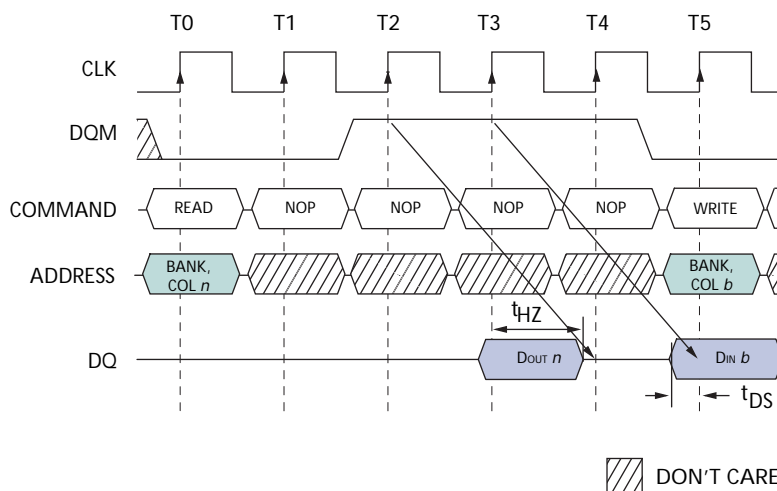 T0 T1 T2 T3 T4 T5
CLK
DQM
COMMAND READ NOP NOP NOP NOP WRITE
ADDRESS BANK, COL n BANK, COL b
tHZ
DQ DOUT n DIN b
tDS
DON'T CARE